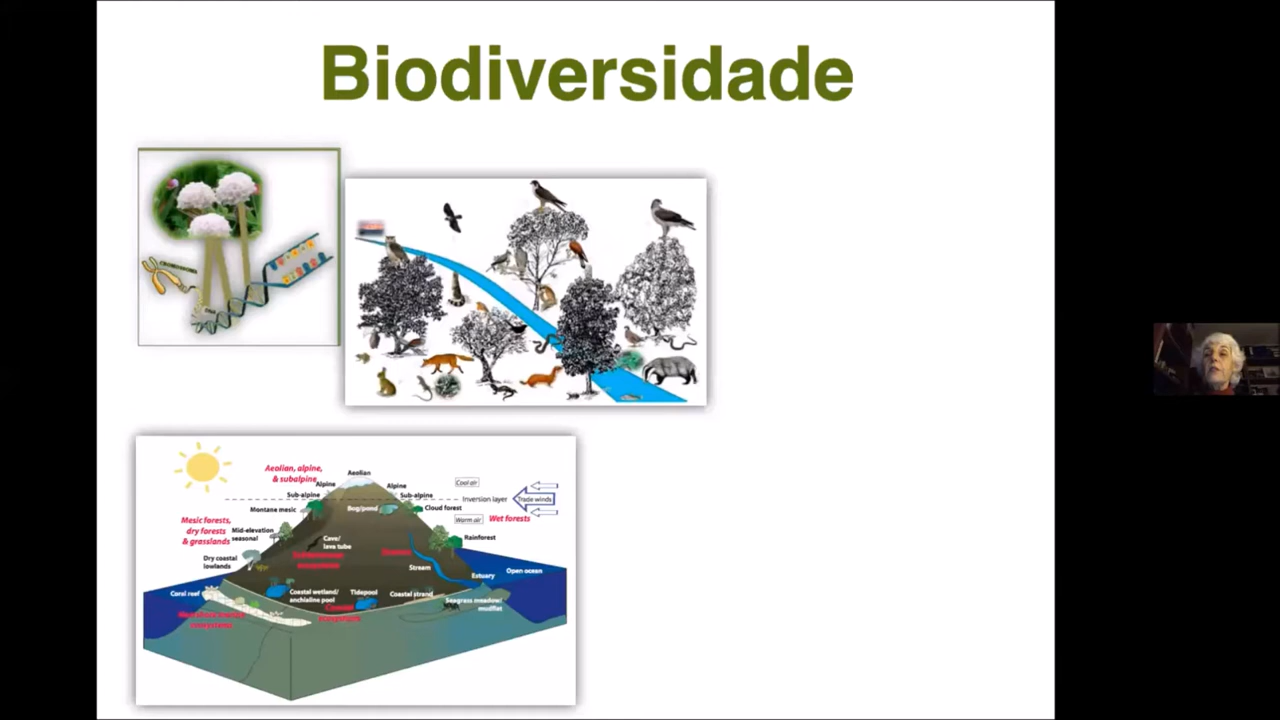 Biodiversidade
Aeolian, alpine,
& subalpine
Aeolian
Alpine
Alpine
Sub-alpine
Sub-alpine
Cool air
Inversion layer
Trade winds
Montane mesic
Bog/pond
Cloud forest
Warm air
Wet forests
Mesic forests,
dry forests
& grasslands
Mid-elevation
seasonal
Rainforest
Cave/
lava tube
Dry coastal
lowlands
Stream
Estuary
Open ocean
Coral reef
Coastal wetland/
anchialine pool
Tidepool
Coastal strand
Seagrass meadow/
mudflat
Coastal
ecosystems